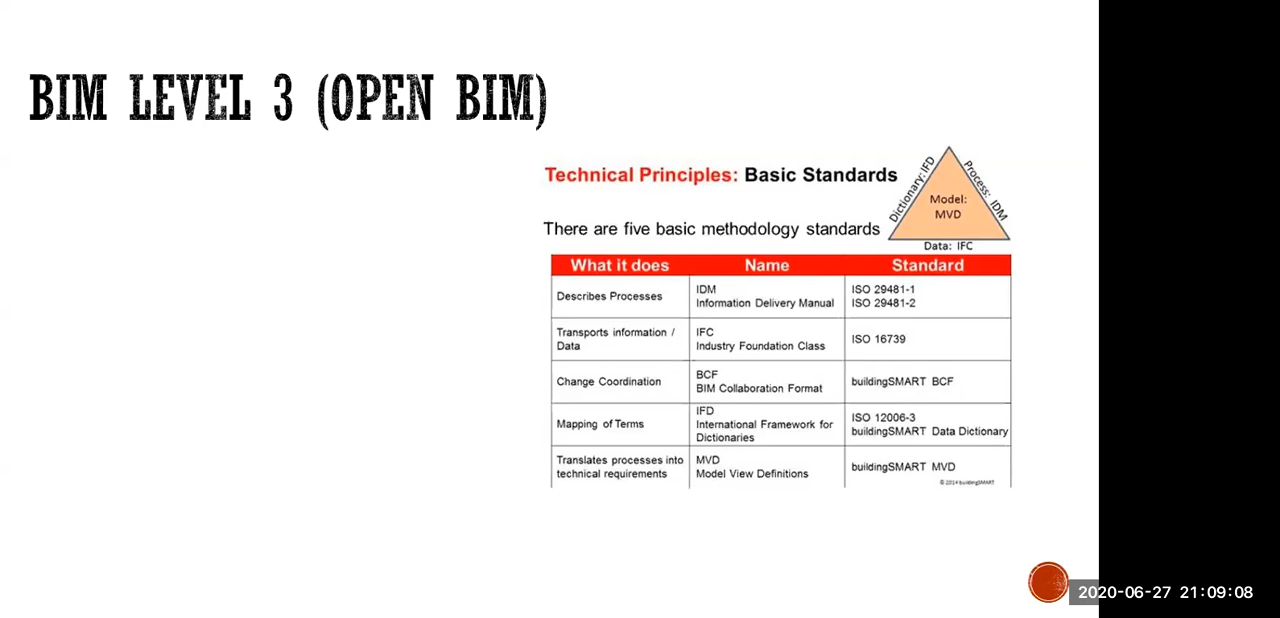 BIM LEVEL 3 (OPEN BIM)
Technical Principles: Basic Standards
Dictionary: IFD
Process: IDM
Model:
MVD
Data: IFC
There are five basic methodology standards
What it does Name Standard
Describes Processes
IDM
Information Delivery Manual
ISO 29481-1
ISO 29481-2
Transports information /
Data
IFC
Industry Foundation Class
ISO 16739
Change Coordination
BCF
BIM Collaboration Format
buildingSMART BCF
Mapping of Terms
IFD
International Framework for
Dictionaries
ISO 12006-3
buildingSMART Data Dictionary
Translates processes into
technical requirements
MVD
Model View Definitions
buildingSMART MVD
© 2014 buildingSMART
2020-06-27 21:09:08